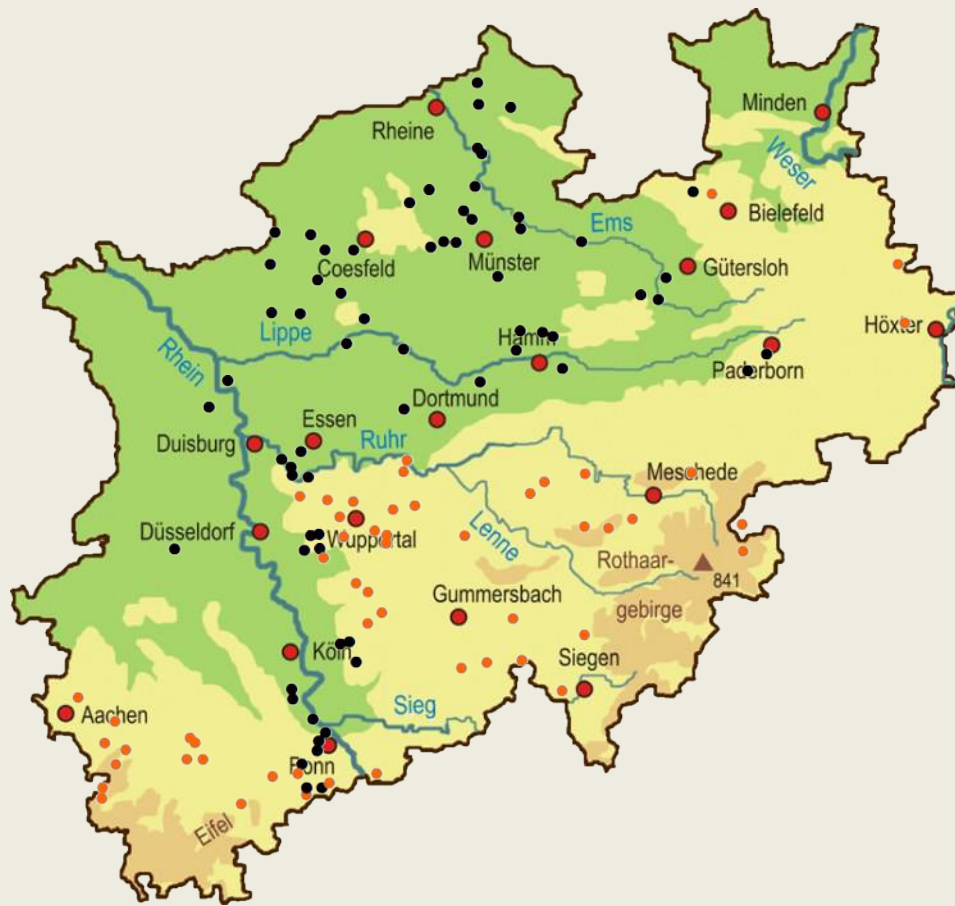 Minden
Rheine
Weser
Bielefeld
Ems
Coesfeld
Münster
Gütersloh
Höxter
Lippe
Hamm
Rhein
Paderborn
Dortmund
Essen
Duisburg
Ruhr
Meschede
Düsseldorf
Wuppertal
Lenne
Rothaar-
841
gebirge
Gummersbach
Köln
Siegen
Sieg
Aachen
Bonn
Eifel